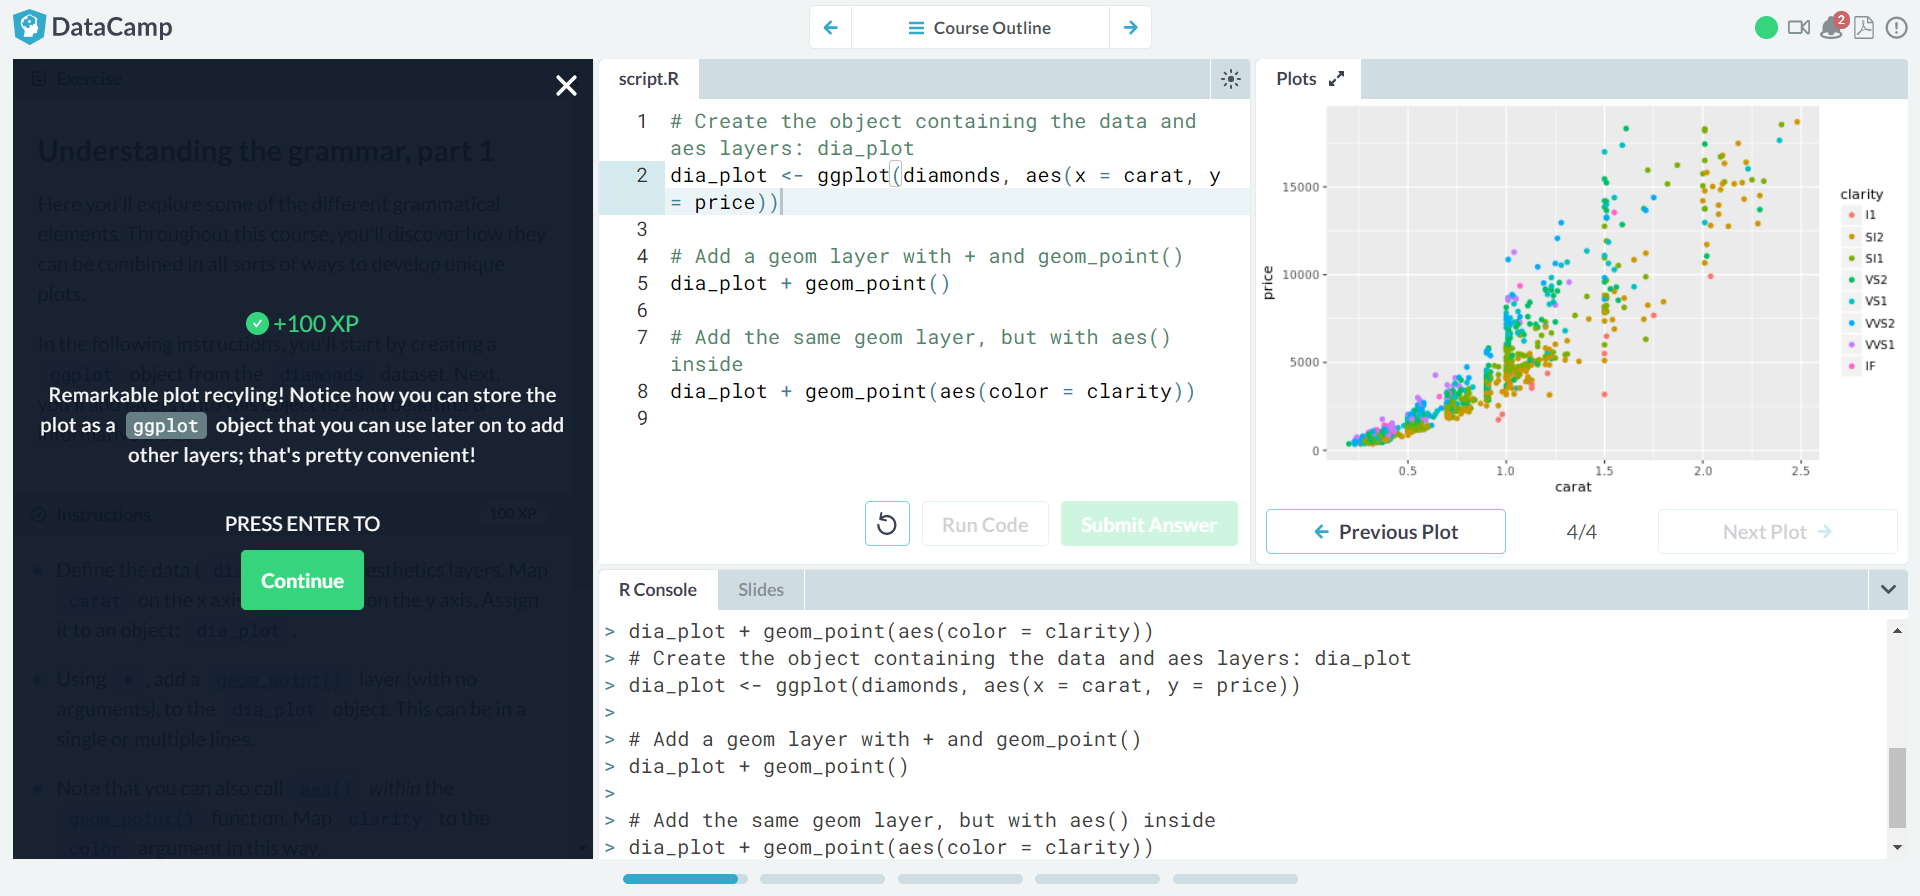 DataCamp
Course Outline
2
Exercise
Understanding the grammar, part 1
Here you'll explore some of the different grammatical
elements. Throughout this course, you'll discover how they
can be combined in all sorts of ways to develop unique
plots.
+100 XP
In the following instructions, you'll start by creating a
ggplot object from the diamonds dataset. Next,
Remarkable plot recyling! Notice how you can store the
plot as a ggplot object that you can use later on to add
other layers; that's pretty convenient!
Instructions
100 XP
PRESS ENTER TO
Continue
Define the data ( esthetics layers. Map
carat on the x axis on the y axis. Assign
it to an object: dia_plot .
Using + , add a geom_point() layer (with no
arguments), to the dia_plot object. This can be in a
single or multiple lines.
Note that you can also call aes() within the
geom_point() function. Map clarity to the
color argument in this way.
script.R
1 # Create the object containing the data and
aes layers: dia_plot
2 dia_plot <- ggplot(diamonds, aes(x = carat, y
= price))
3
4 # Add a geom layer with + and geom_point()
5 dia_plot + geom_point()
6
7 # Add the same geom layer, but with aes()
inside
8 dia_plot + geom_point(aes(color = clarity))
9
Run Code
Submit Answer
Plots
15000
10000
5000
0
price
0.5 1.0 1.5 2.0 2.5
carat
clarity
I1
SI2
SI1
VS2
VS1
VVS2
VVS1
IF
Previous Plot
4/4
Next Plot
R Console
Slides
> dia_plot + geom_point(aes(color = clarity))
> # Create the object containing the data and aes layers: dia_plot
> dia_plot <- ggplot(diamonds, aes(x = carat, y = price))
>
> # Add a geom layer with + and geom_point()
> dia_plot + geom_point()
>
> # Add the same geom layer, but with aes() inside
> dia_plot + geom_point(aes(color = clarity))